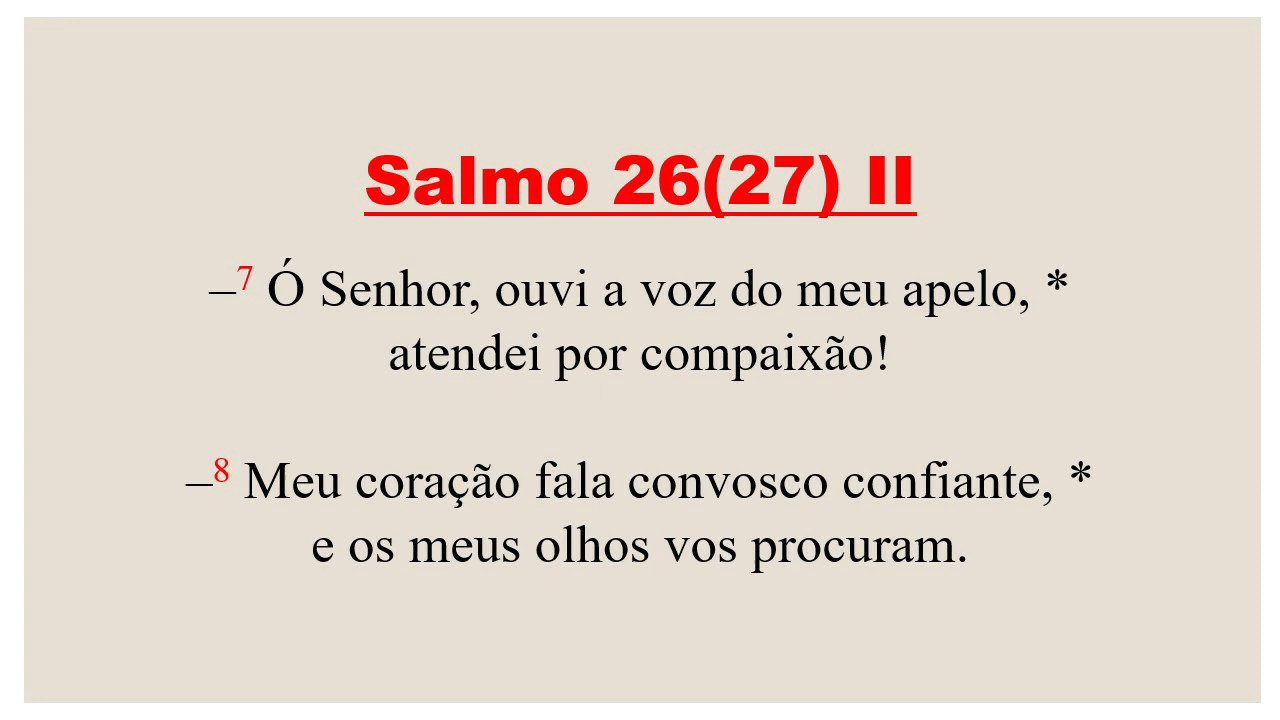 Salmo 26(27) II
–7 Ó Senhor, ouvi a voz do meu apelo, *
atendei por compaixão!
–8 Meu coração fala convosco confiante, *
e os meus olhos vos procuram.